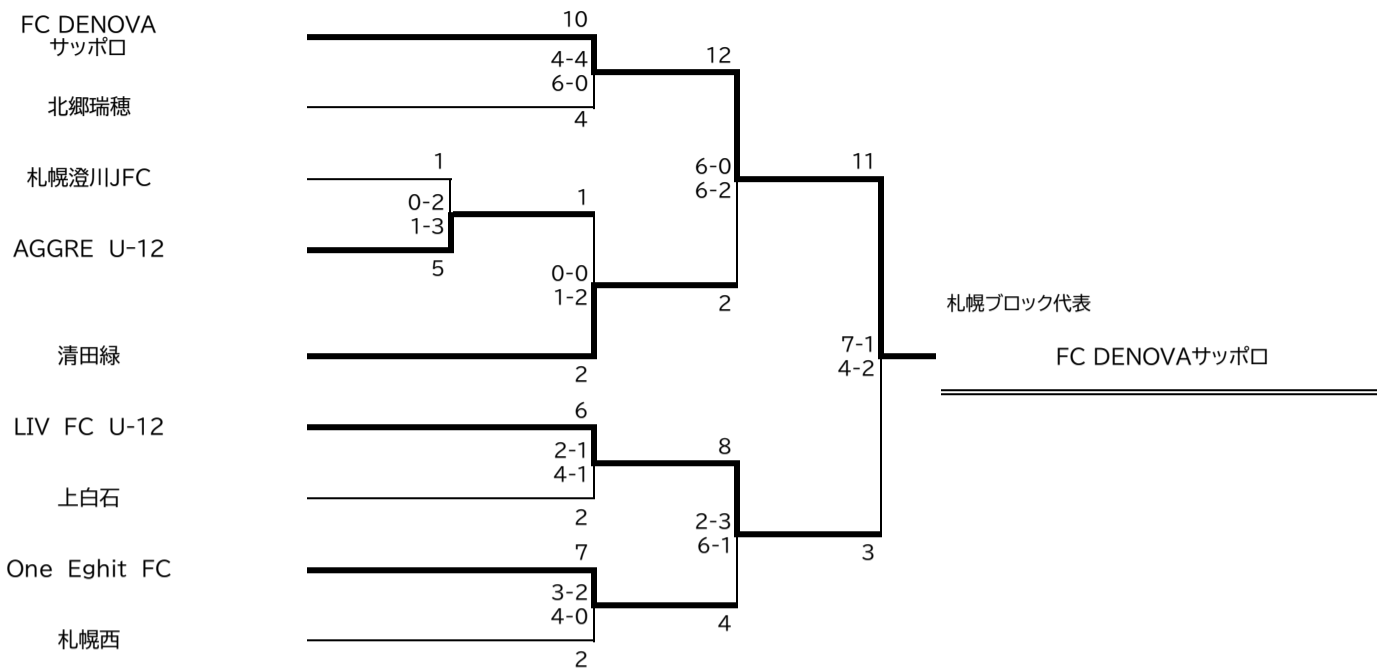 FC DENOVA
サッポロ
10
4-4
6-0
12
北郷瑞穂
4
札幌澄川JFC
1
0-2
1-3
1
6-0
6-2
11
AGGRE U-12
5
0-0
1-2
2
札幌ブロック代表
清田緑
2
7-1
4-2
FC DENOVAサッポロ
LIV FC U-12
6
2-1
4-1
8
上白石
2
2-3
6-1
3
One Eghit FC
7
3-2
4-0
4
札幌西
2